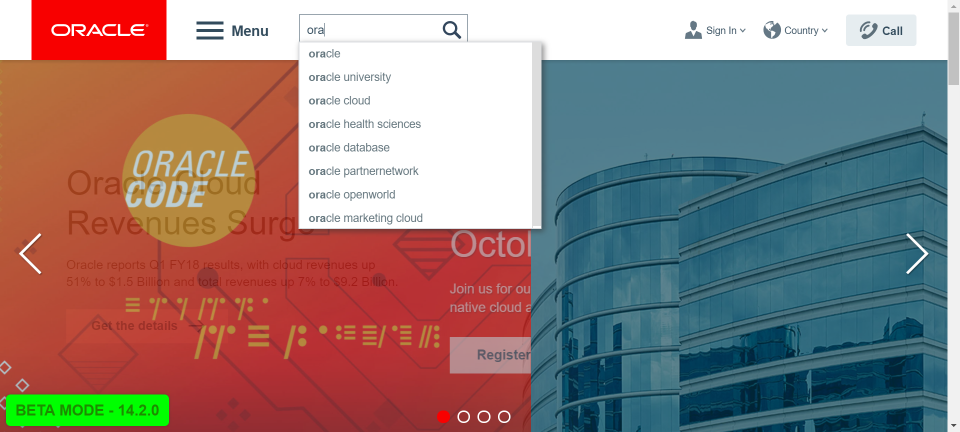 ORACLE
Menu
ora
Sign In
Country
Call
oracle
oracle university
oracle cloud
oracle health sciences
oracle database
oracle partnernetwork
oracle openworld
oracle marketing cloud
ORACLE
CODE
Oracle Cloud
Revenues Surge
Oracle reports Q1 FY18 results, with cloud revenues up
51% to $1.5 Billion and total revenues up 7% to $9.2 Billion.
Get the details
Octo
Join us for ou
native cloud a
Register
BETA MODE - 14.2.0